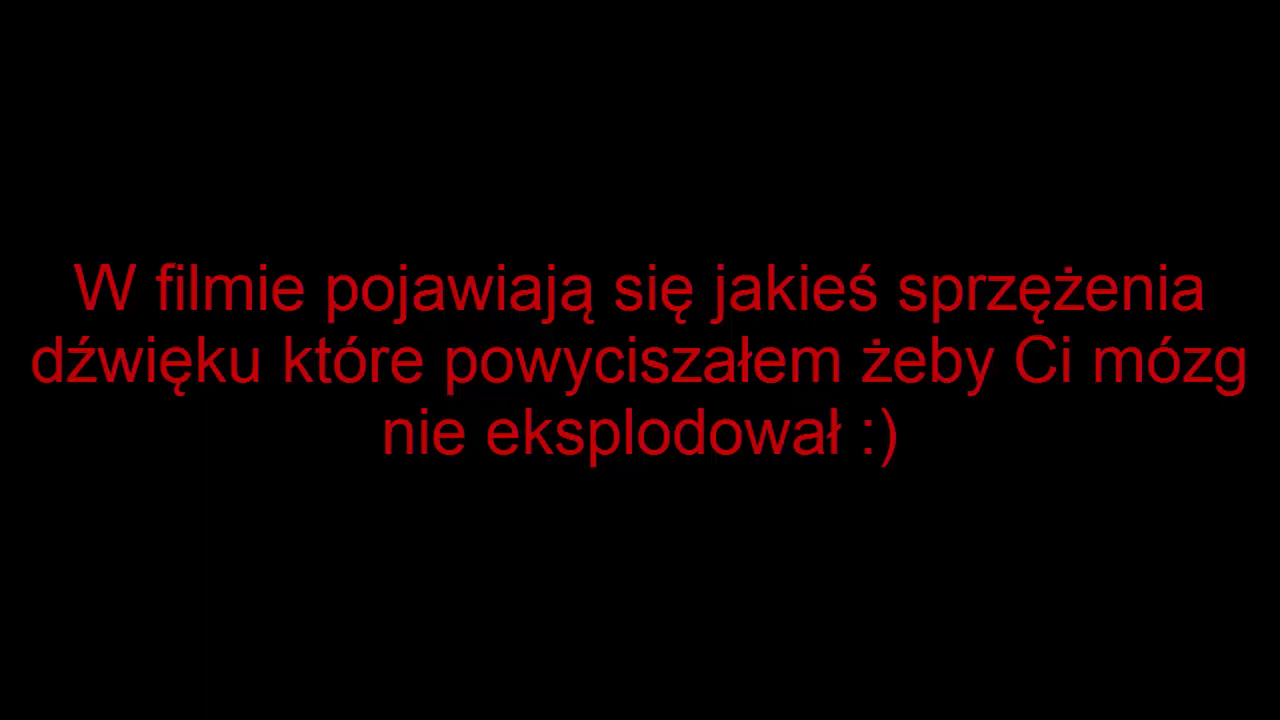 W filmie pojawiają się jakieś sprzężenia
dźwięku które powyciszałem żeby Ci mózg
nie eksplodował :)